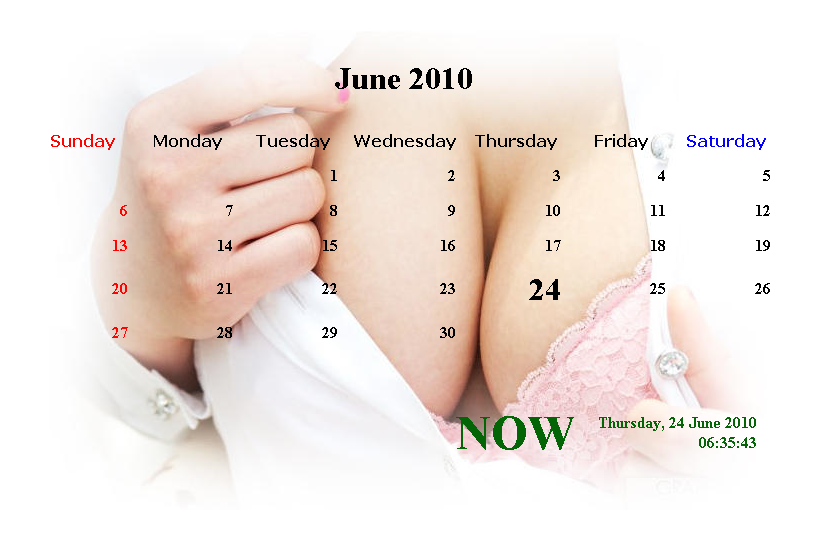 June 2010
Sunday Monday Tuesday Wednesday Thursday Friday Saturday
1 2 3 4 5
6 7 8 9 10 11 12
13 14 15 16 17 18 19
20 21 22 23 24 25 26
27 28 29 30
NOW Thursday, 24 June 2010
06:35:43